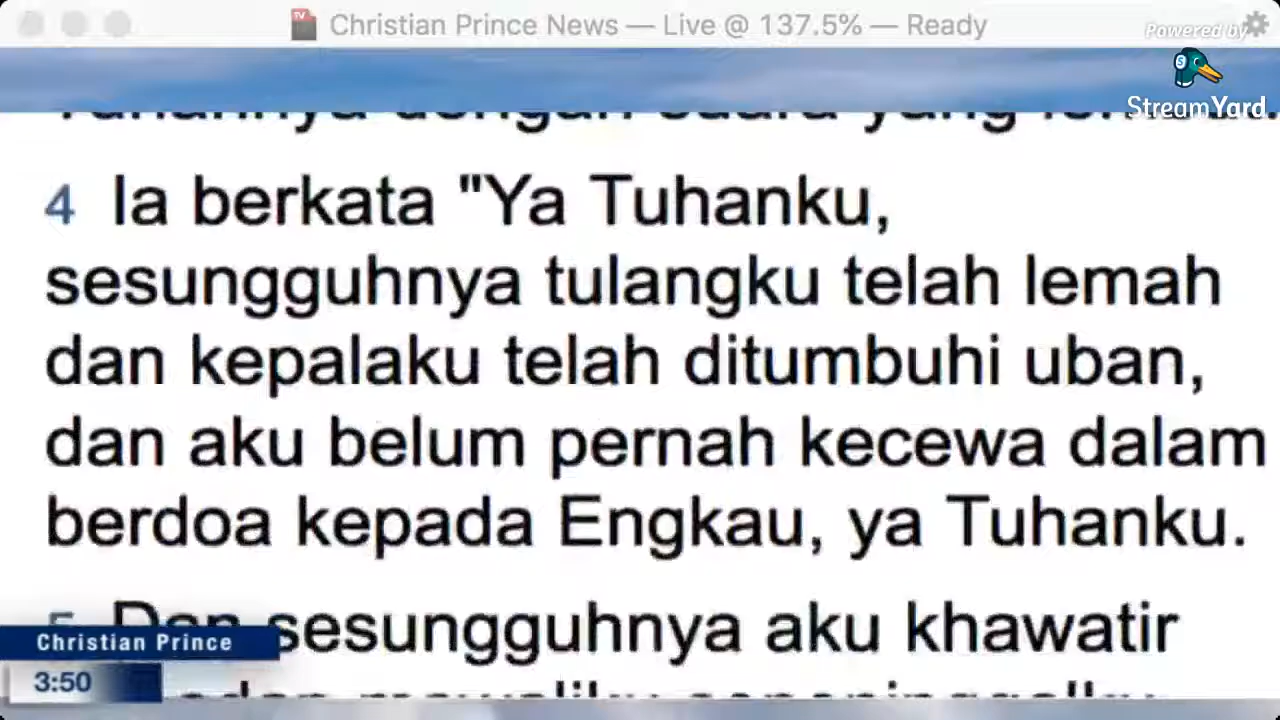 Christian Prince News — Live @ 137.5% — Ready
Powered by
StreamYard
4 Ia berkata "Ya Tuhanku,
sesungguhnya tulangku telah lemah
dan kepalaku telah ditumbuhi uban,
dan aku belum pernah kecewa dalam
berdoa kepada Engkau, ya Tuhanku.
5 Dan sesungguhnya aku khawatir
Christian Prince
3:50